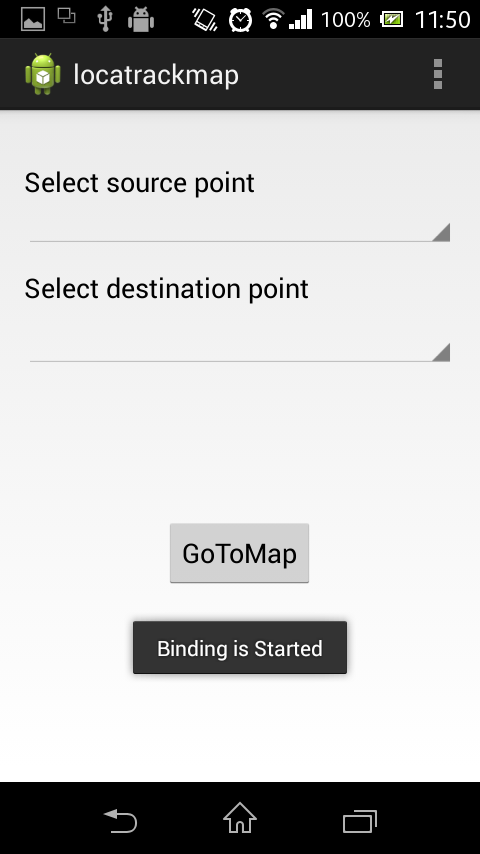 100% 11:50
locatrackmap
Select source point
Select destination point
GoToMap
Binding is Started